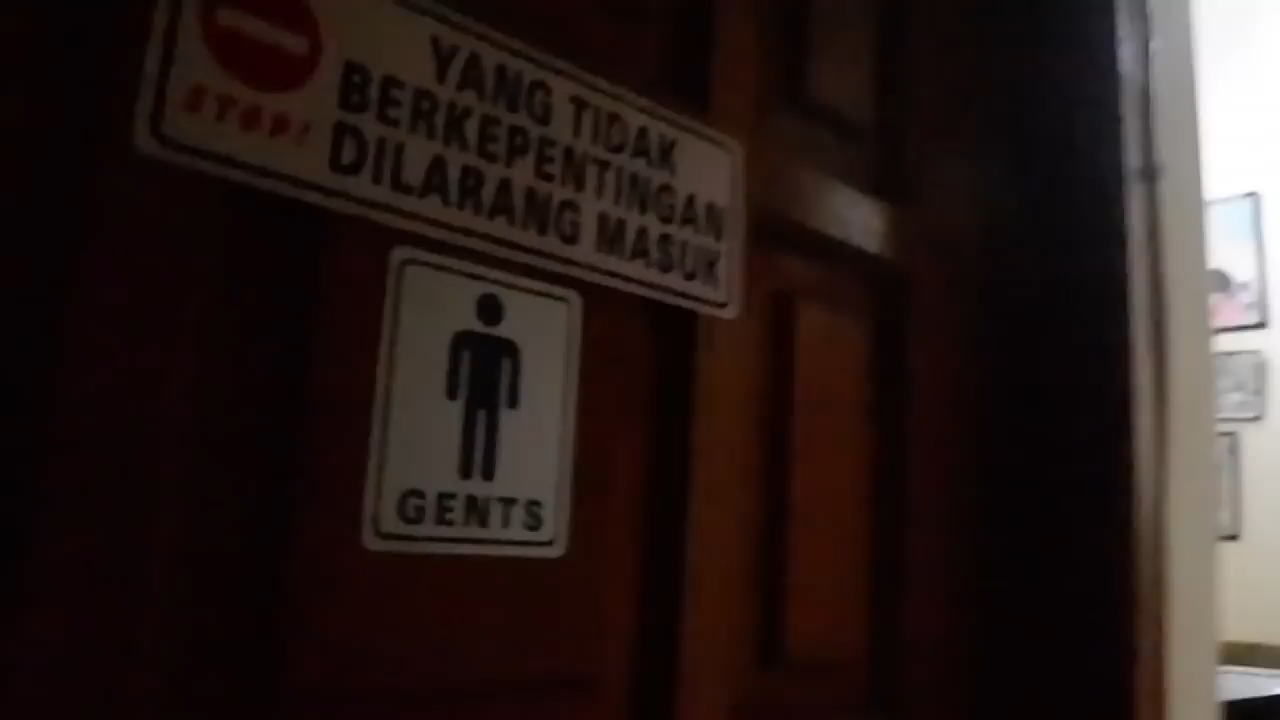 STOP!
YANG TIDAK
BERKEPENTINGAN
DILARANG MASUK
GENTS